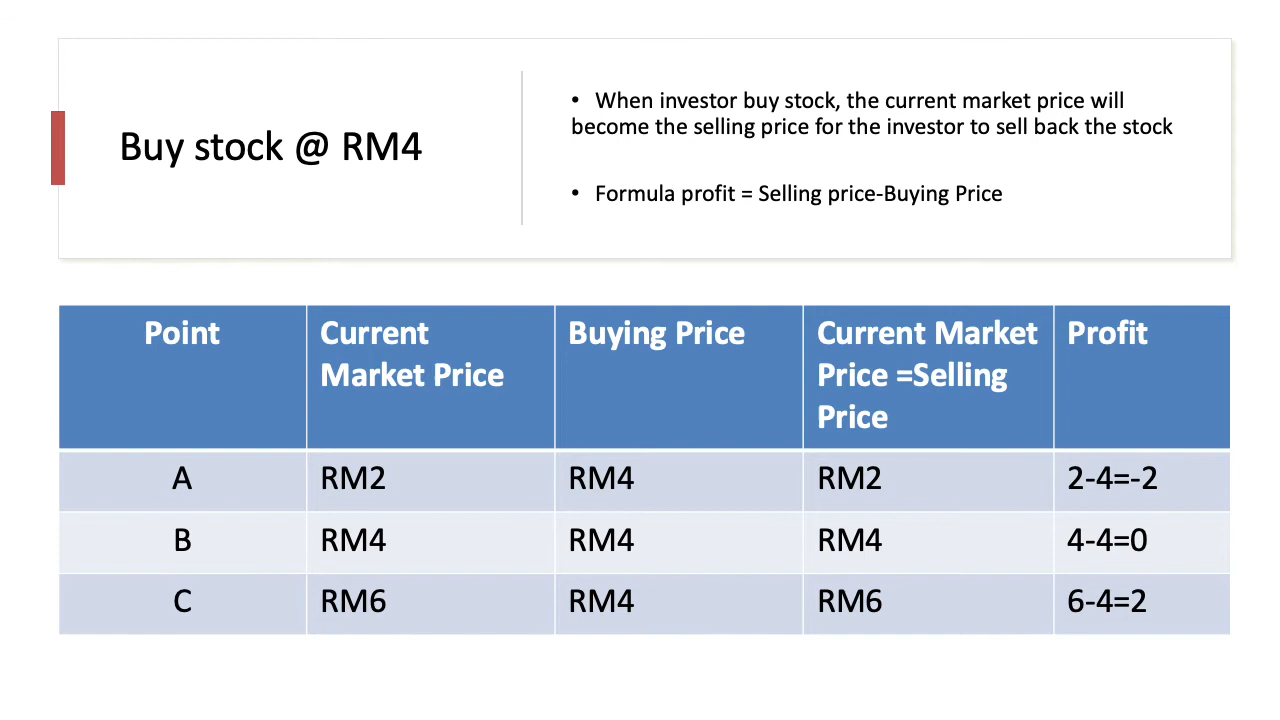 Buy stock @ RM4
• When investor buy stock, the current market price will
become the selling price for the investor to sell back the stock
• Formula profit = Selling price-Buying Price
Point
Current
Market Price
Buying Price
Current Market
Price =Selling
Price
Profit
A RM2 RM4 RM2 2-4=-2
B RM4 RM4 RM4 4-4=0
C RM6 RM4 RM6 6-4=2